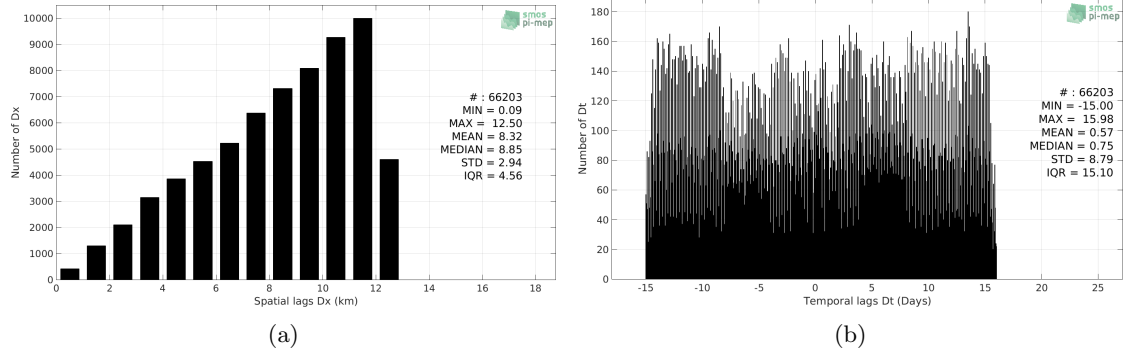 10000
9000
8000
7000
6000
5000
4000
3000
2000
1000
0
Number of Dx
0 2 4 6 8 10 12 14 16 18
Spatial lags Dx (km)
smos
pi-mep
# : 66203
MIN = 0.09
MAX = 12.50
MEAN = 8.32
MEDIAN = 8.85
STD = 2.94
IQR = 4.56
(a)
180
160
140
120
100
80
60
40
20
0
Number of Dt
-15 -10 -5 0 5 10 15 20 25
Temporal lags Dt (Days)
smos
pi-mep
# : 66203
MIN = -15.00
MAX = 15.98
MEAN = 0.57
MEDIAN = 0.75
STD = 8.79
IQR = 15.10
(b)